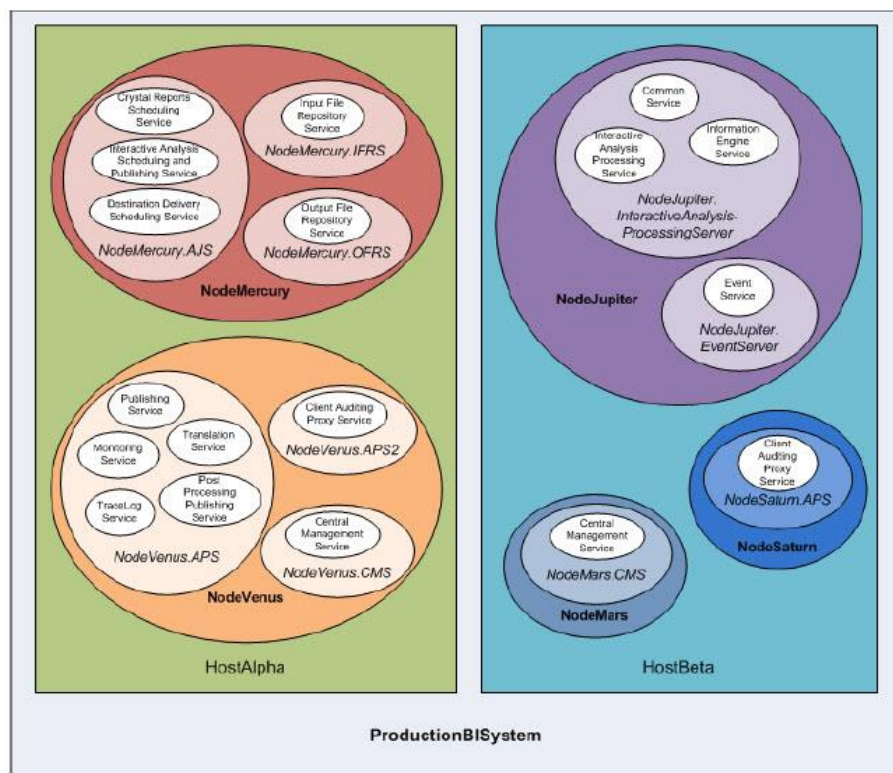 Crystal Reports
Scheduling
Service
Interactive Analysis
Scheduling and
Publishing Service
Destination Delivery
Scheduling Service
NodeMercury.AJS
Input File
Repository
Service
NodeMercury.IFRS
Output File
Repository
Service
NodeMercury.OFRS
NodeMercury
Publishing
Service
Monitoring
Service
Translation
Service
TraceLog
Service
Post
Processing
Publishing
Service
NodeVenus.APS
Client Auditing
Proxy Service
NodeVenus.APS2
Central
Management
Service
NodeVenus.CMS
NodeVenus
HostAlpha
Common
Service
Interactive
Analysis
Processing
Service
Information
Engine
Service
NodeJupiter.
InteractiveAnalysis-
ProcessingServer
NodeJupiter
Event
Service
NodeJupiter.
EventServer
Client
Auditing
Proxy
Service
NodeSaturn.APS
NodeSaturn
Central
Management
Service
NodeMars.CMS
NodeMars
HostBeta
ProductionBISystem